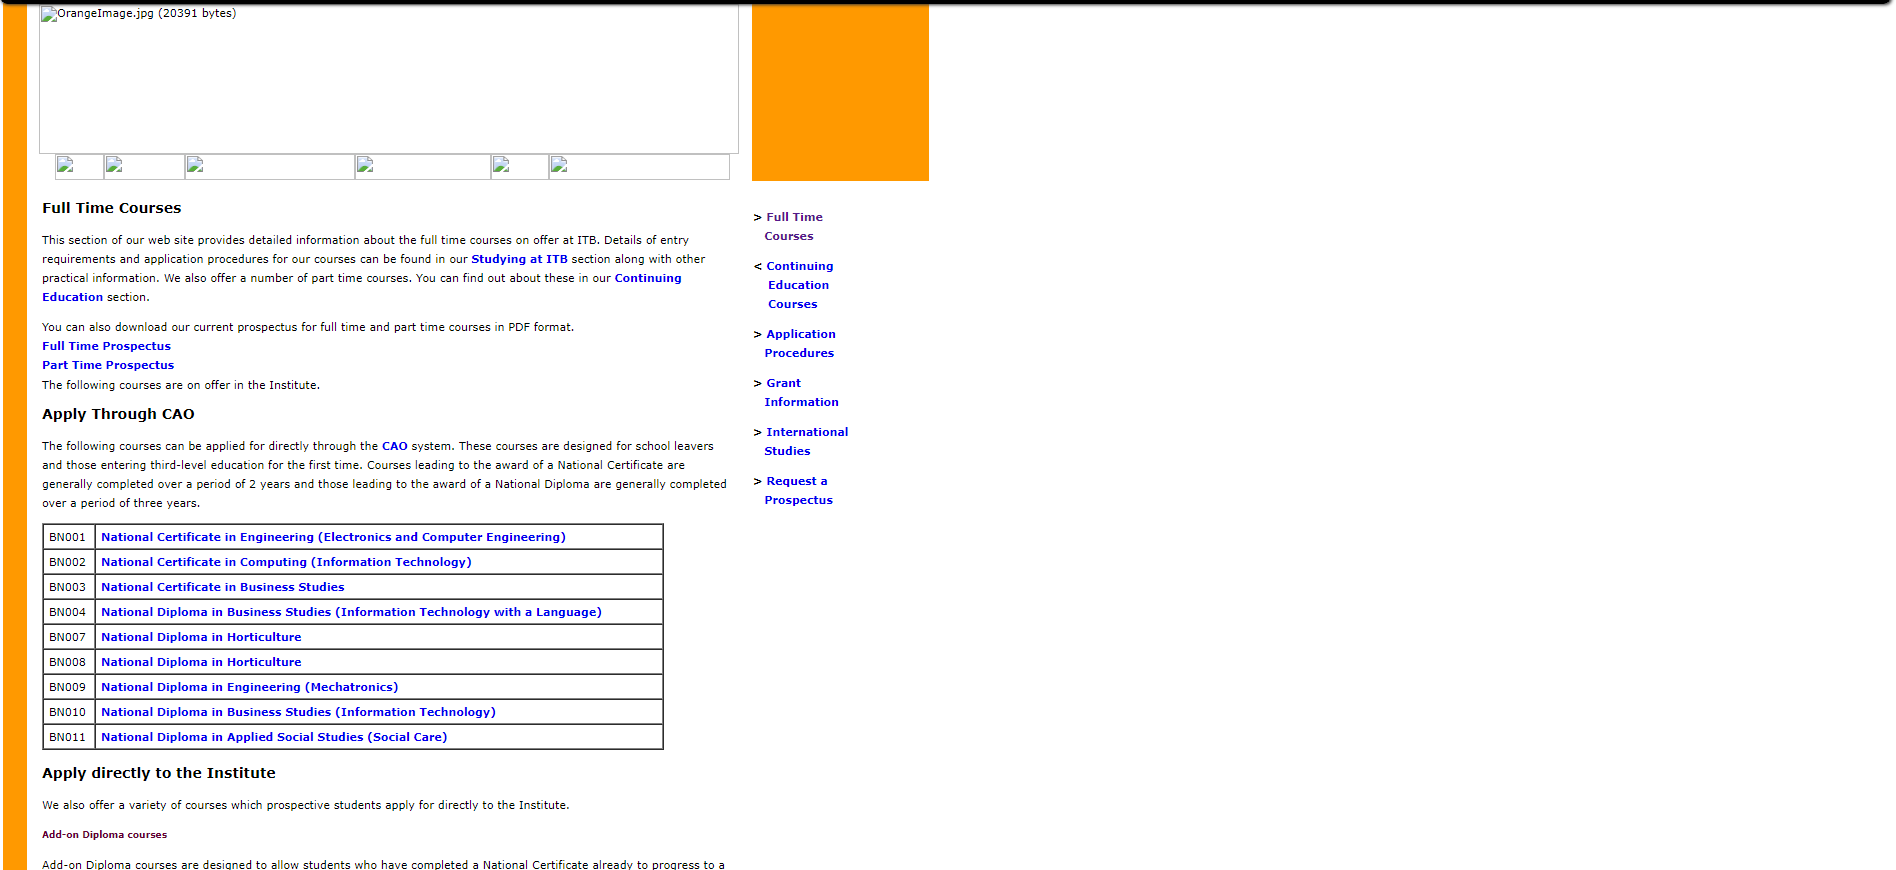 OrangeImage.jpg (20391 bytes)
Full Time Courses
This section of our web site provides detailed information about the full time courses on offer at ITB. Details of entry
requirements and application procedures for our courses can be found in our Studying at ITB section along with other
practical information. We also offer a number of part time courses. You can find out about these in our Continuing
Education section.
You can also download our current prospectus for full time and part time courses in PDF format.
Full Time Prospectus
Part Time Prospectus
The following courses are on offer in the Institute.
Apply Through CAO
The following courses can be applied for directly through the CAO system. These courses are designed for school leavers
and those entering third-level education for the first time. Courses leading to the award of a National Certificate are
generally completed over a period of 2 years and those leading to the award of a National Diploma are generally completed
over a period of three years.
BN001 National Certificate in Engineering (Electronics and Computer Engineering)
BN002 National Certificate in Computing (Information Technology)
BN003 National Certificate in Business Studies
BN004 National Diploma in Business Studies (Information Technology with a Language)
BN007 National Diploma in Horticulture
BN008 National Diploma in Horticulture
BN009 National Diploma in Engineering (Mechatronics)
BN010 National Diploma in Business Studies (Information Technology)
BN011 National Diploma in Applied Social Studies (Social Care)
Apply directly to the Institute
We also offer a variety of courses which prospective students apply for directly to the Institute.
Add-on Diploma courses
Add-on Diploma courses are designed to allow students who have completed a National Certificate already to progress to a
> Full Time
Courses
< Continuing
Education
Courses
> Application
Procedures
> Grant
Information
> International
Studies
> Request a
Prospectus